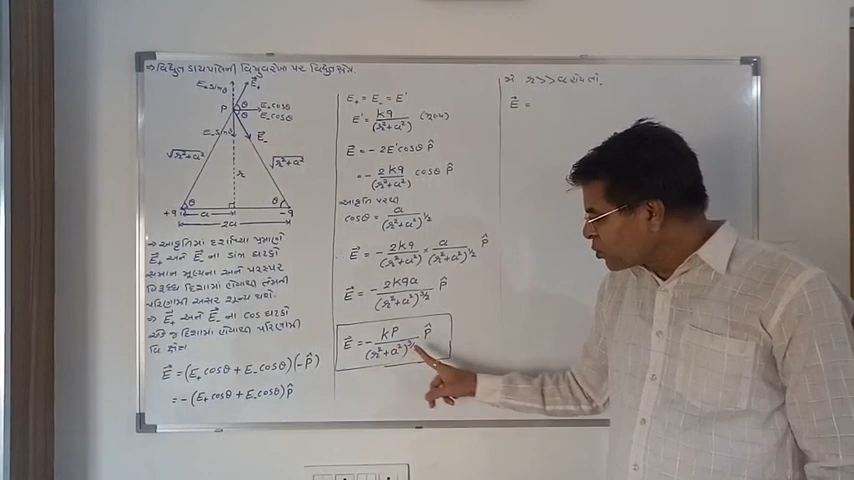 ⇒ વિદ્યુત ડાયપોલની વિષુવરેખા પર વિદ્યુતક્ષેત્ર.
E₊ sinθ
E⃗₊
P
θ
θ
E₊cosθ
E₋cosθ
E₋sinθ
E⃗₋
√r²+a²
r
√r²+a²
θ
θ
+q
a
-q
2a
→ આકૃતિમાં દર્શાવ્યા પ્રમાણે
E⃗₊ અને E⃗₋ ના sin ઘટકો
સમાન મૂલ્યના અને પરસ્પર
વિરુદ્ધ દિશામાં હોવાથી તેમની
પરિણામી અસર શૂન્ય થશે.
→ E⃗₊ અને E⃗₋ ના cos ઘટકો
એક જ દિશામાં હોવાથી પરિણામી
વિ. ક્ષેત્ર
E⃗ = (E₊cosθ + E₋cosθ)(-P̂)
= -(E₊cosθ + E₋cosθ)P̂
E₊ = E₋ = E'
E' = kq/(r²+a²)
E⃗ = -2E'cosθ P̂
= -2kq/(r²+a²) cosθ P̂
આકૃતિ પરથી
cosθ = a/(r²+a²)^1/2
∴ E⃗ = -2kq/(r²+a²) × a/(r²+a²)^1/2 P̂
E⃗ = -2kqa/(r²+a²)^3/2 P̂
E⃗ = -kP/(r²+a²)^3/2 P̂
જો r>>a હોય તો.
E⃗ =